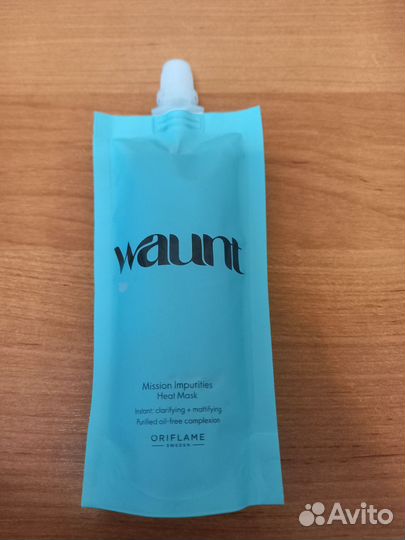 waunt
Mission Impurities
Heat Mask
Instant: clarifying + mattifying
Purified oil-free complexion
ORIFLAME
SWEDEN
Avito